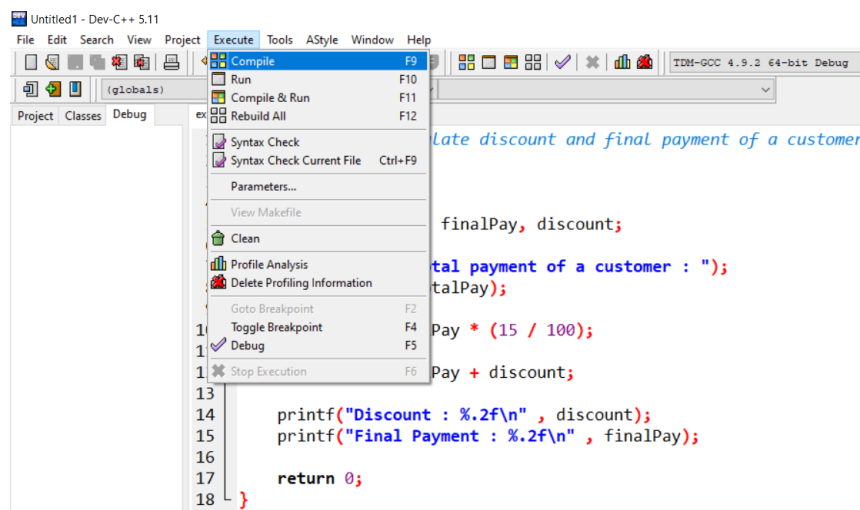 Untitled1 - Dev-C++ 5.11
File Edit Search View Project Execute Tools AStyle Window Help
TDM-GCC 4.9.2 64-bit Debug
(globals)
Project Classes Debug ex
Compile F9
Run F10
Compile & Run F11
Rebuild All F12
Syntax Check
Syntax Check Current File Ctrl+F9
Parameters...
View Makefile
Clean
Profile Analysis
Delete Profiling Information
Goto Breakpoint F2
Toggle Breakpoint F4
Debug F5
Stop Execution F6
late discount and final payment of a customer
finalPay, discount;
tal payment of a customer : ");
talPay);
10 Pay * (15 / 100);
Pay + discount;
13
14 printf("Discount : %.2f\n" , discount);
15 printf("Final Payment : %.2f\n" , finalPay);
16
17 return 0;
18 }